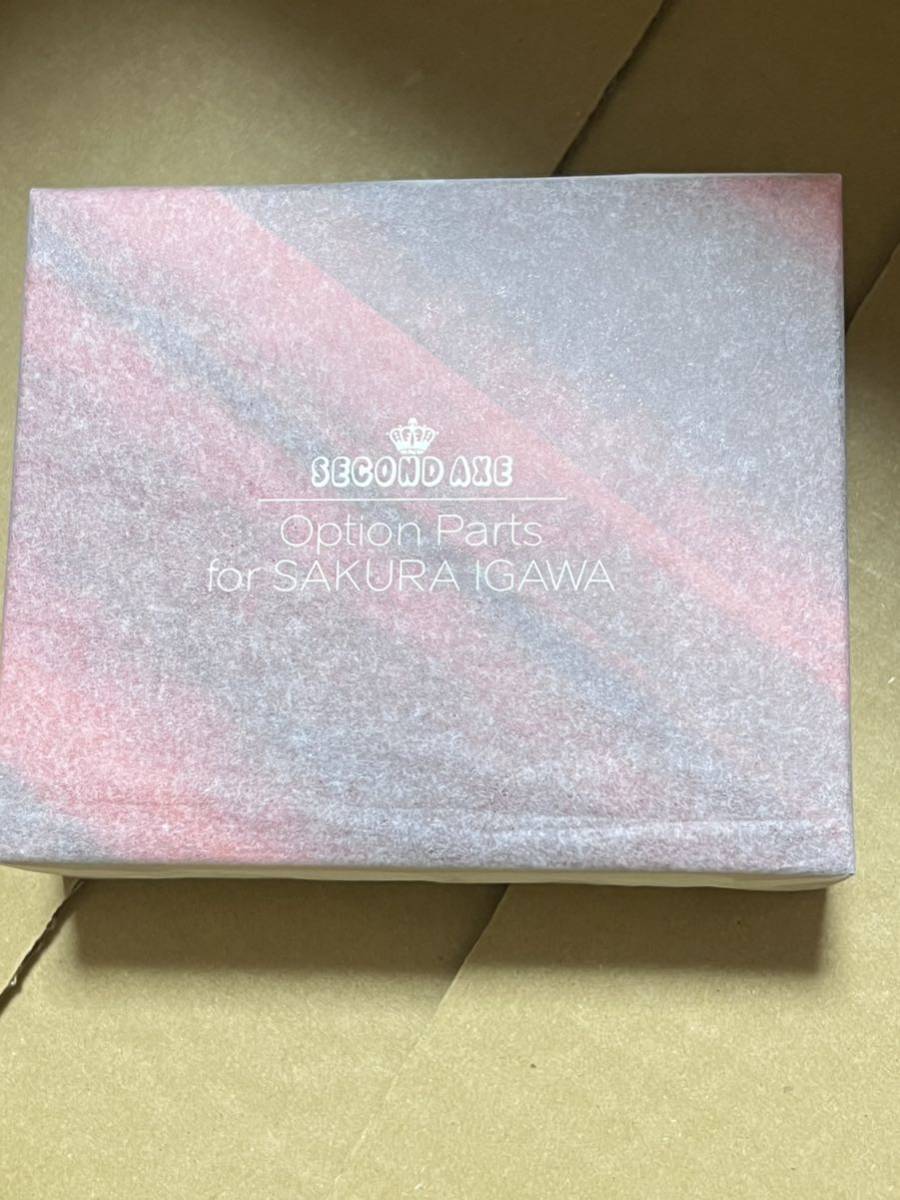 SECOND AXE
Option Parts
for SAKURA IGAWA